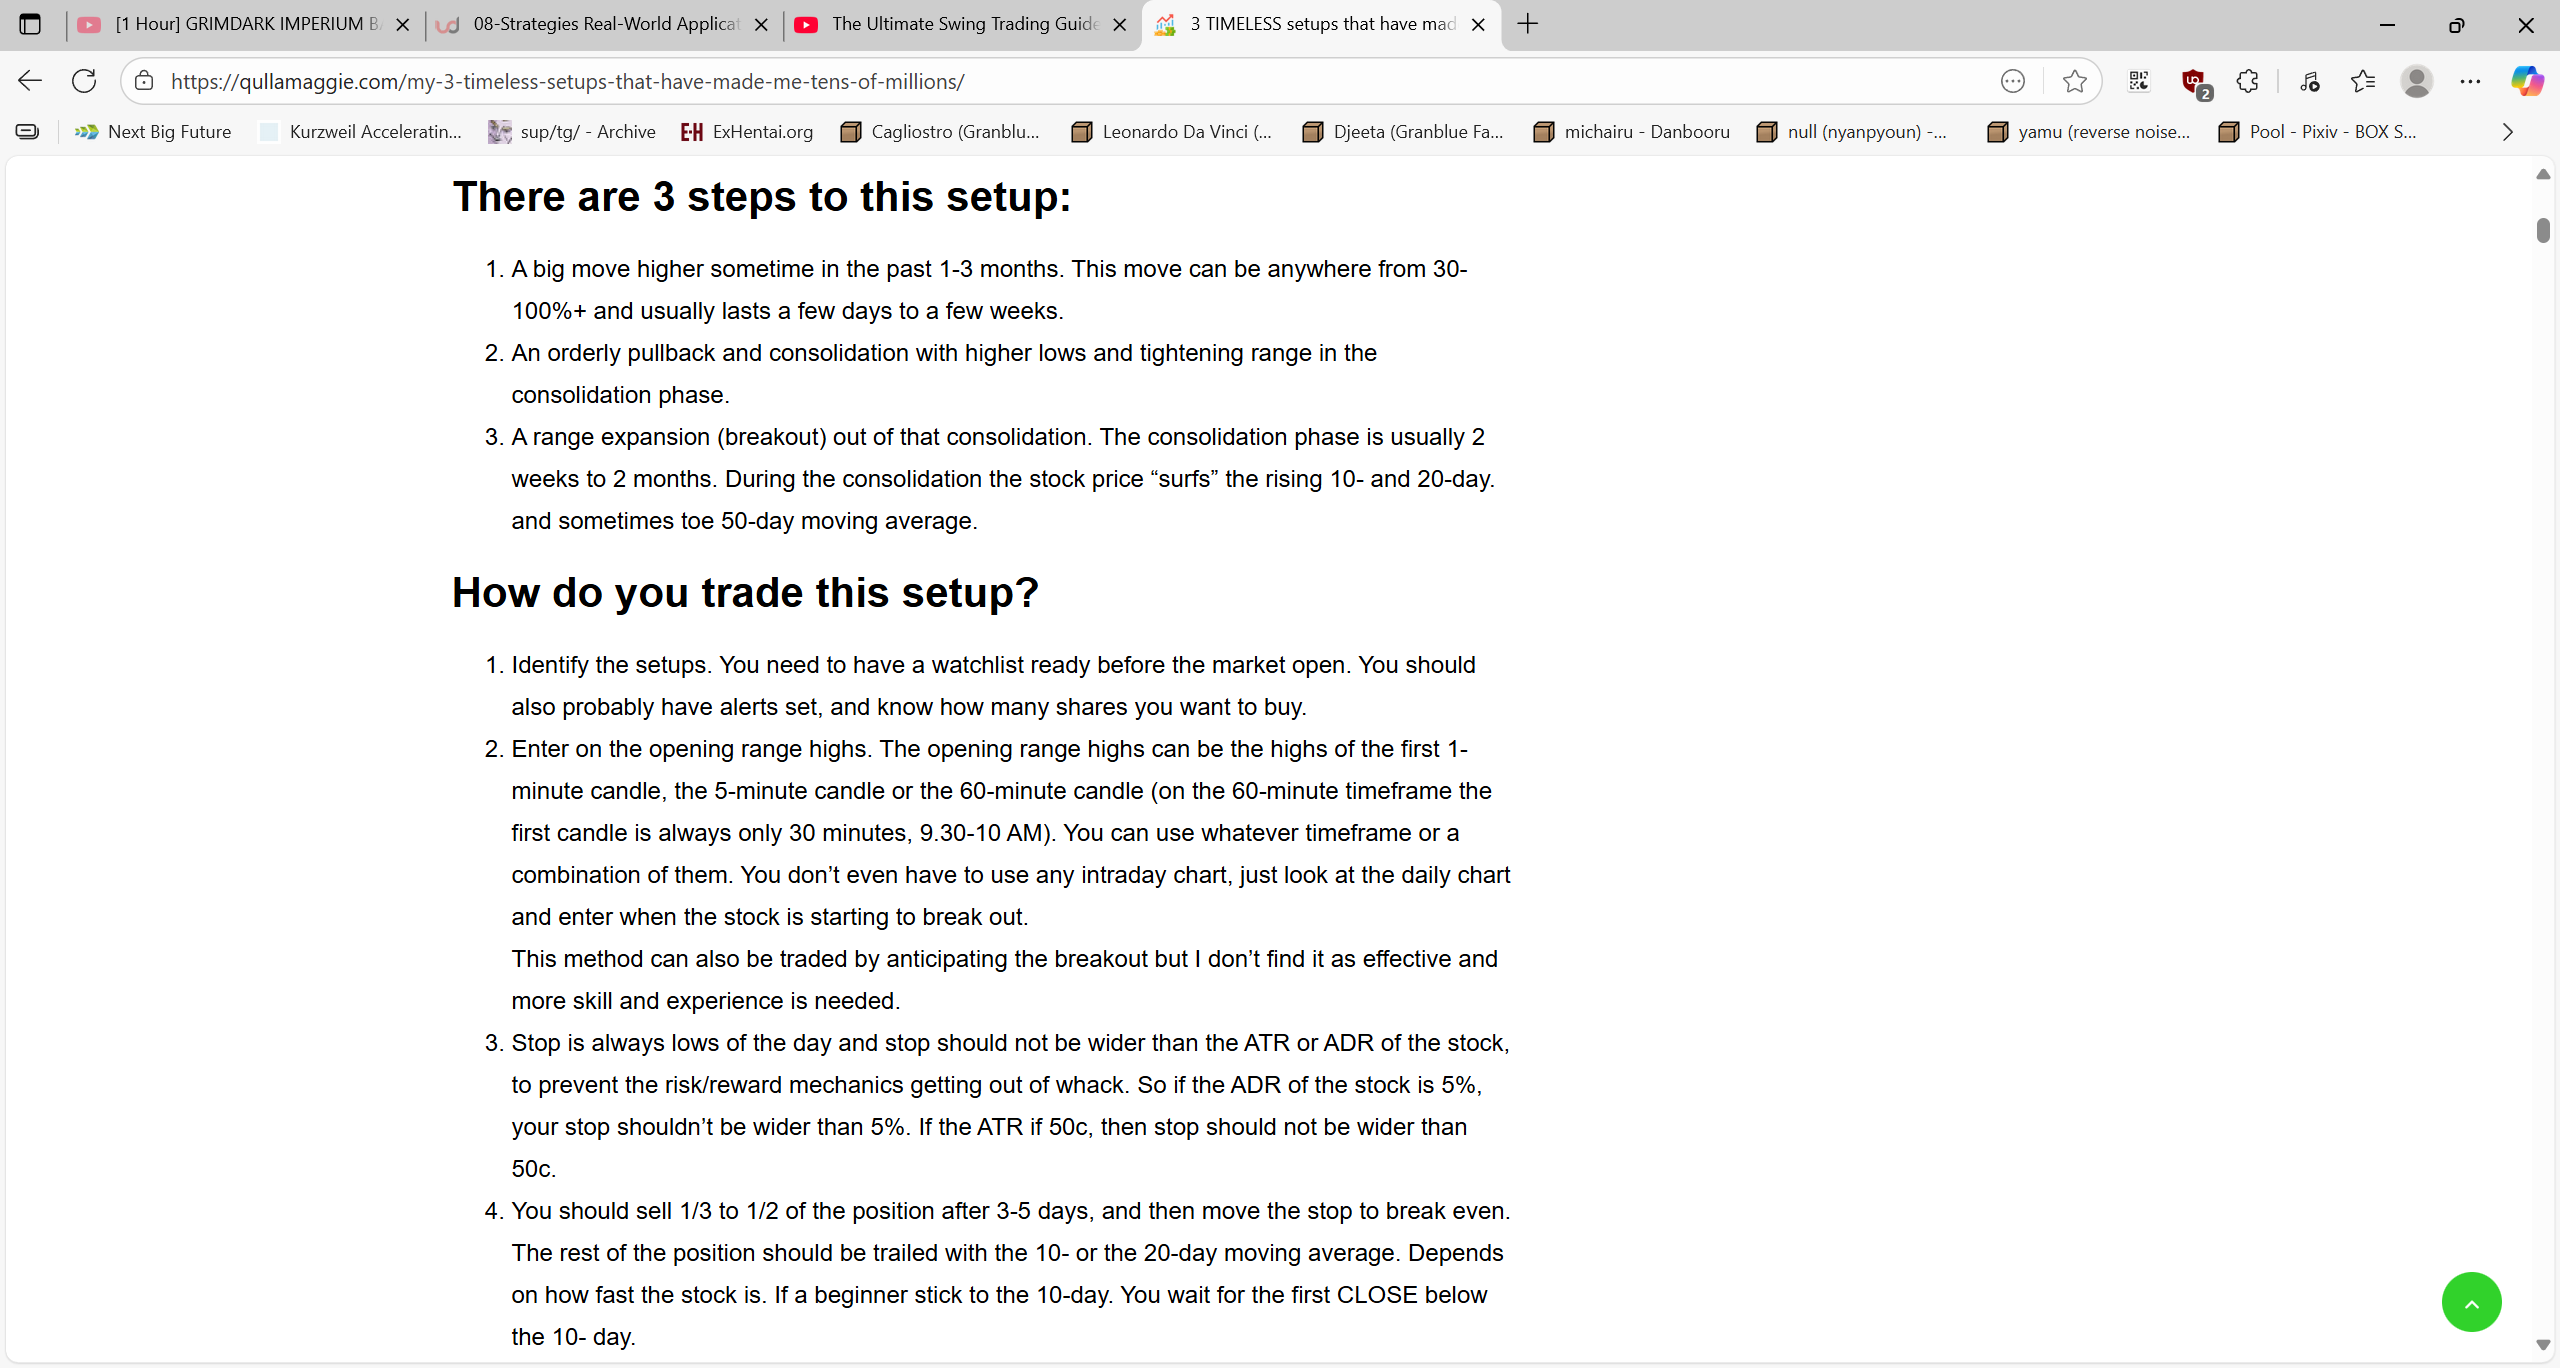 [1 Hour] GRIMDARK IMPERIUM B
08-Strategies Real-World Applicat
The Ultimate Swing Trading Guide
3 TIMELESS setups that have mad
https://qullamaggie.com/my-3-timeless-setups-that-have-made-me-tens-of-millions/
2
Next Big Future
Kurzweil Acceleratin...
sup/tg/ - Archive
E-H ExHentai.org
Cagliostro (Granblu...
Leonardo Da Vinci (...
Djeeta (Granblue Fa...
michairu - Danbooru
null (nyanpyoun) -...
yamu (reverse noise...
Pool - Pixiv - BOX S...
There are 3 steps to this setup:
1. A big move higher sometime in the past 1-3 months. This move can be anywhere from 30-
100%+ and usually lasts a few days to a few weeks.
2. An orderly pullback and consolidation with higher lows and tightening range in the
consolidation phase.
3. A range expansion (breakout) out of that consolidation. The consolidation phase is usually 2
weeks to 2 months. During the consolidation the stock price “surfs” the rising 10- and 20-day.
and sometimes toe 50-day moving average.
How do you trade this setup?
1. Identify the setups. You need to have a watchlist ready before the market open. You should
also probably have alerts set, and know how many shares you want to buy.
2. Enter on the opening range highs. The opening range highs can be the highs of the first 1-
minute candle, the 5-minute candle or the 60-minute candle (on the 60-minute timeframe the
first candle is always only 30 minutes, 9.30-10 AM). You can use whatever timeframe or a
combination of them. You don’t even have to use any intraday chart, just look at the daily chart
and enter when the stock is starting to break out.
This method can also be traded by anticipating the breakout but I don’t find it as effective and
more skill and experience is needed.
3. Stop is always lows of the day and stop should not be wider than the ATR or ADR of the stock,
to prevent the risk/reward mechanics getting out of whack. So if the ADR of the stock is 5%,
your stop shouldn’t be wider than 5%. If the ATR if 50c, then stop should not be wider than
50c.
4. You should sell 1/3 to 1/2 of the position after 3-5 days, and then move the stop to break even.
The rest of the position should be trailed with the 10- or the 20-day moving average. Depends
on how fast the stock is. If a beginner stick to the 10-day. You wait for the first CLOSE below
the 10- day.